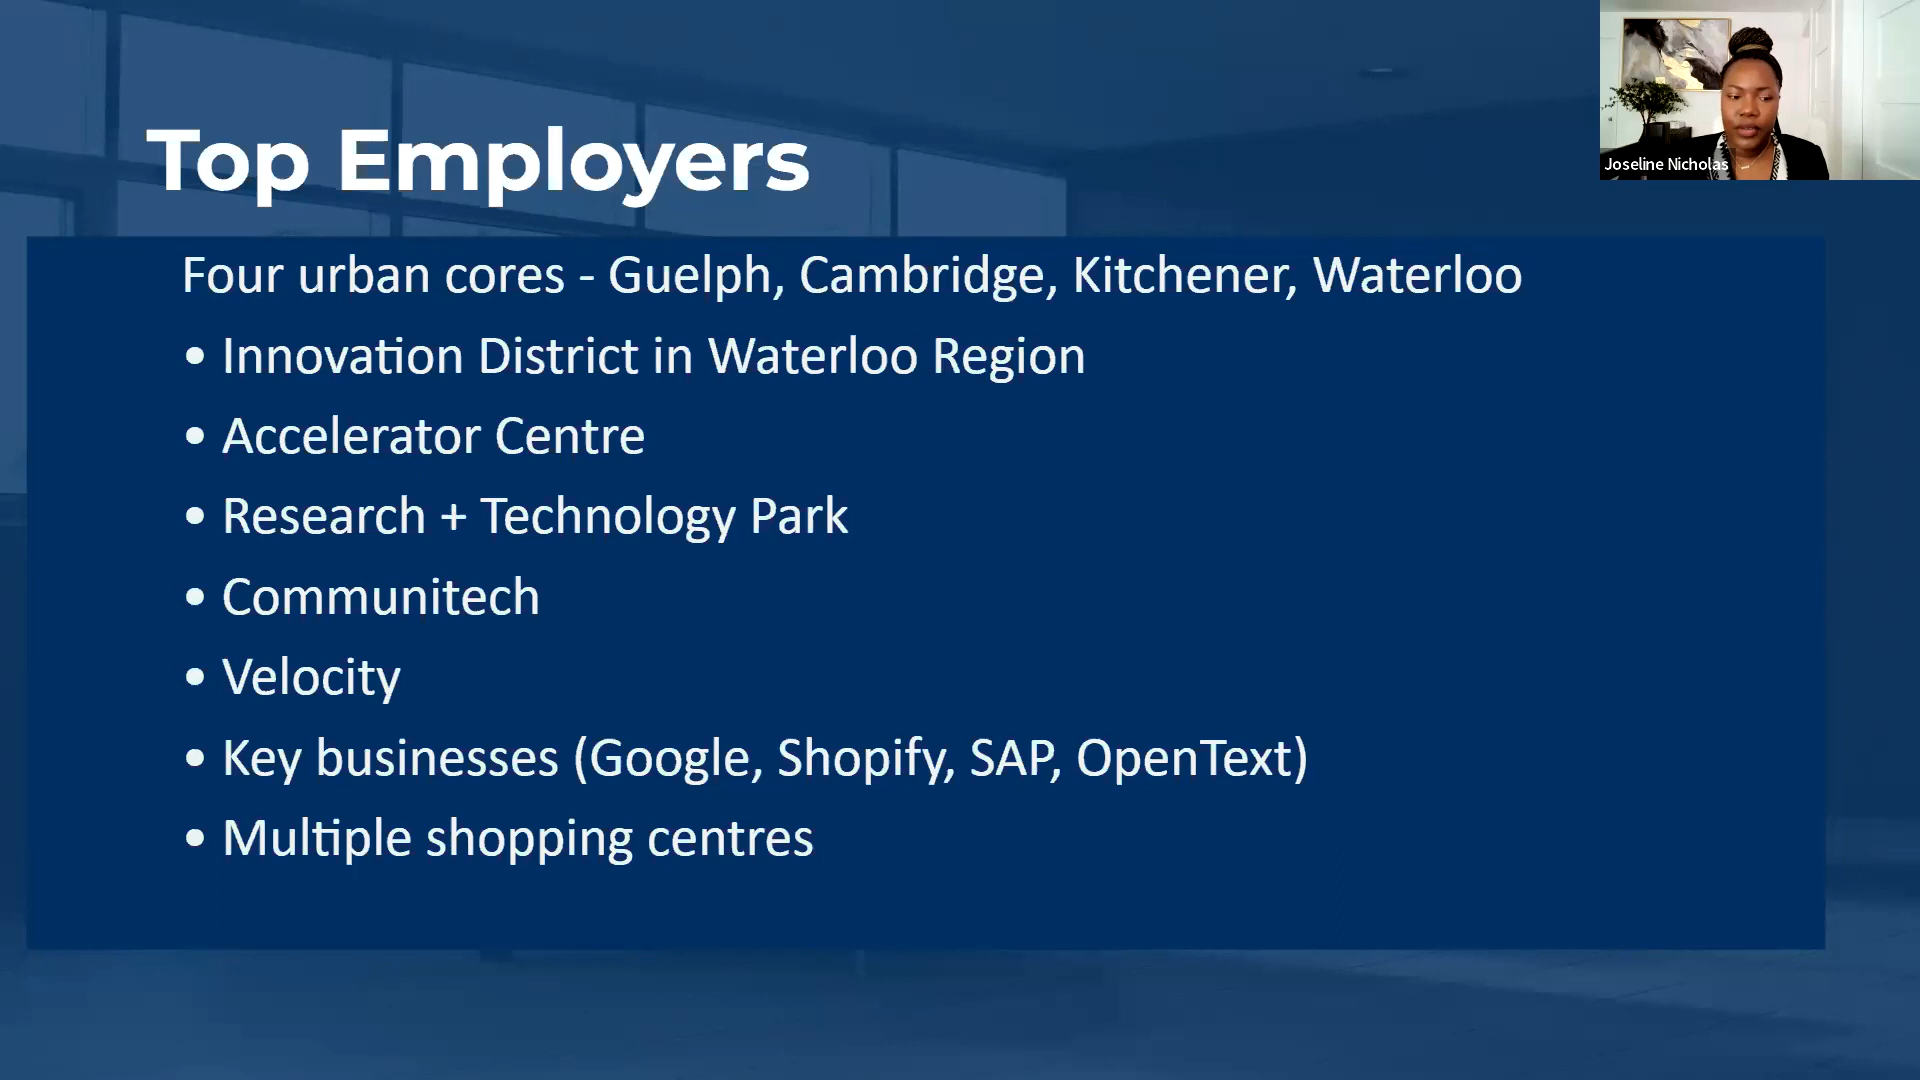 Top Employers
Joseline Nicholas
Four urban cores - Guelph, Cambridge, Kitchener, Waterloo
• Innovation District in Waterloo Region
• Accelerator Centre
• Research + Technology Park
• Communitech
• Velocity
• Key businesses (Google, Shopify, SAP, OpenText)
• Multiple shopping centres